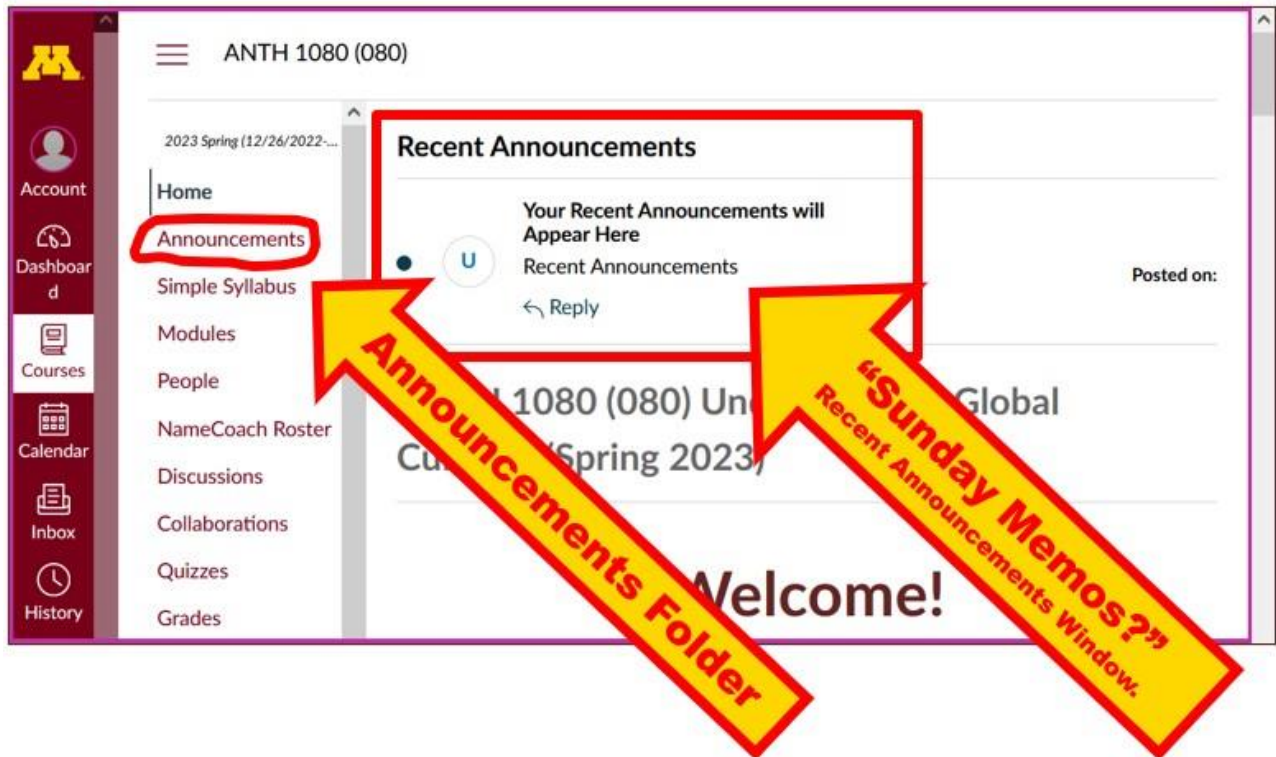 M
ANTH 1080 (080)
Account
Dashboar
d
Courses
Calendar
Inbox
History
2023 Spring (12/26/2022-...
Home
Announcements
Simple Syllabus
Modules
People
NameCoach Roster
Discussions
Collaborations
Quizzes
Grades
Recent Announcements
U
Your Recent Announcements will
Appear Here
Recent Announcements
Reply
Posted on:
1080 (080) Un Global
Cu Spring 2023)
Welcome!
Announcements Folder
“Sunday Memos?”
Recent Announcements Window.